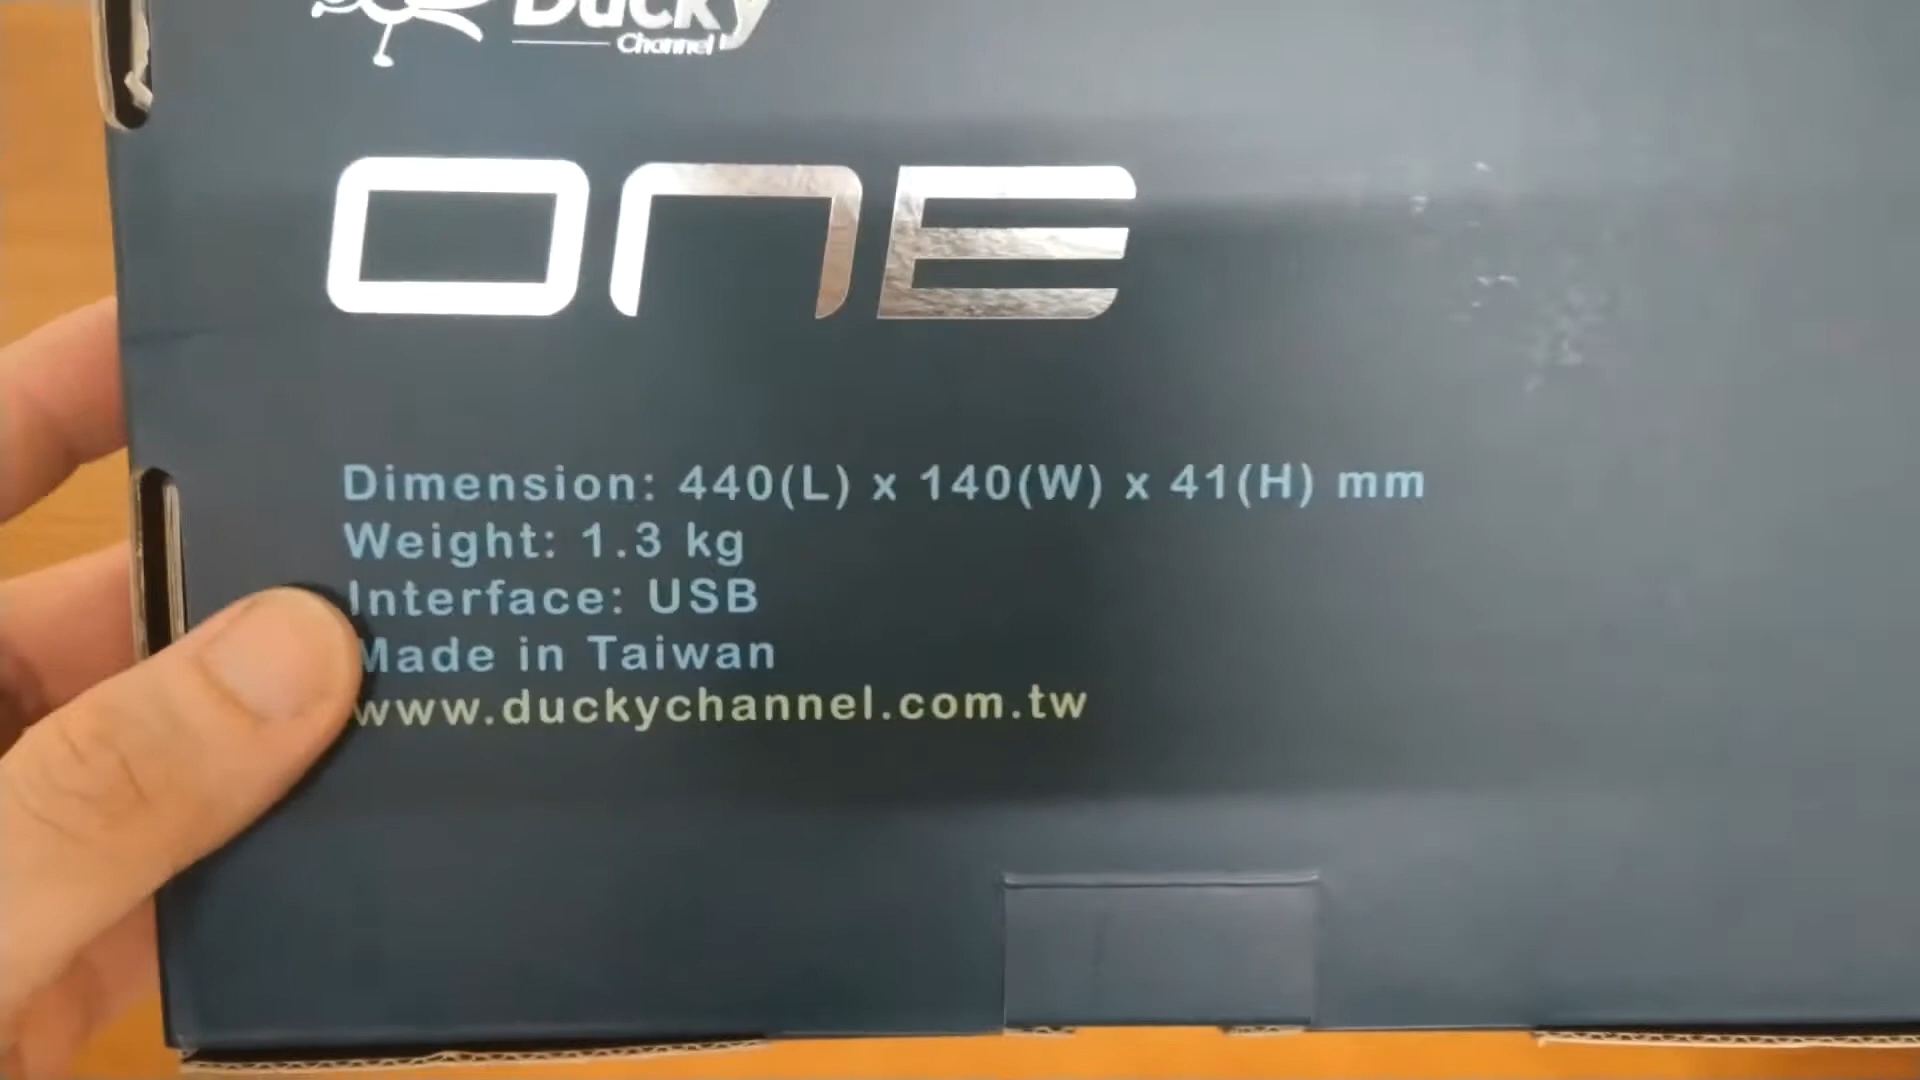 Ducky
Channel
ONE
Dimension: 440(L) x 140(W) x 41(H) mm
Weight: 1.3 kg
Interface: USB
Made in Taiwan
www.duckychannel.com.tw